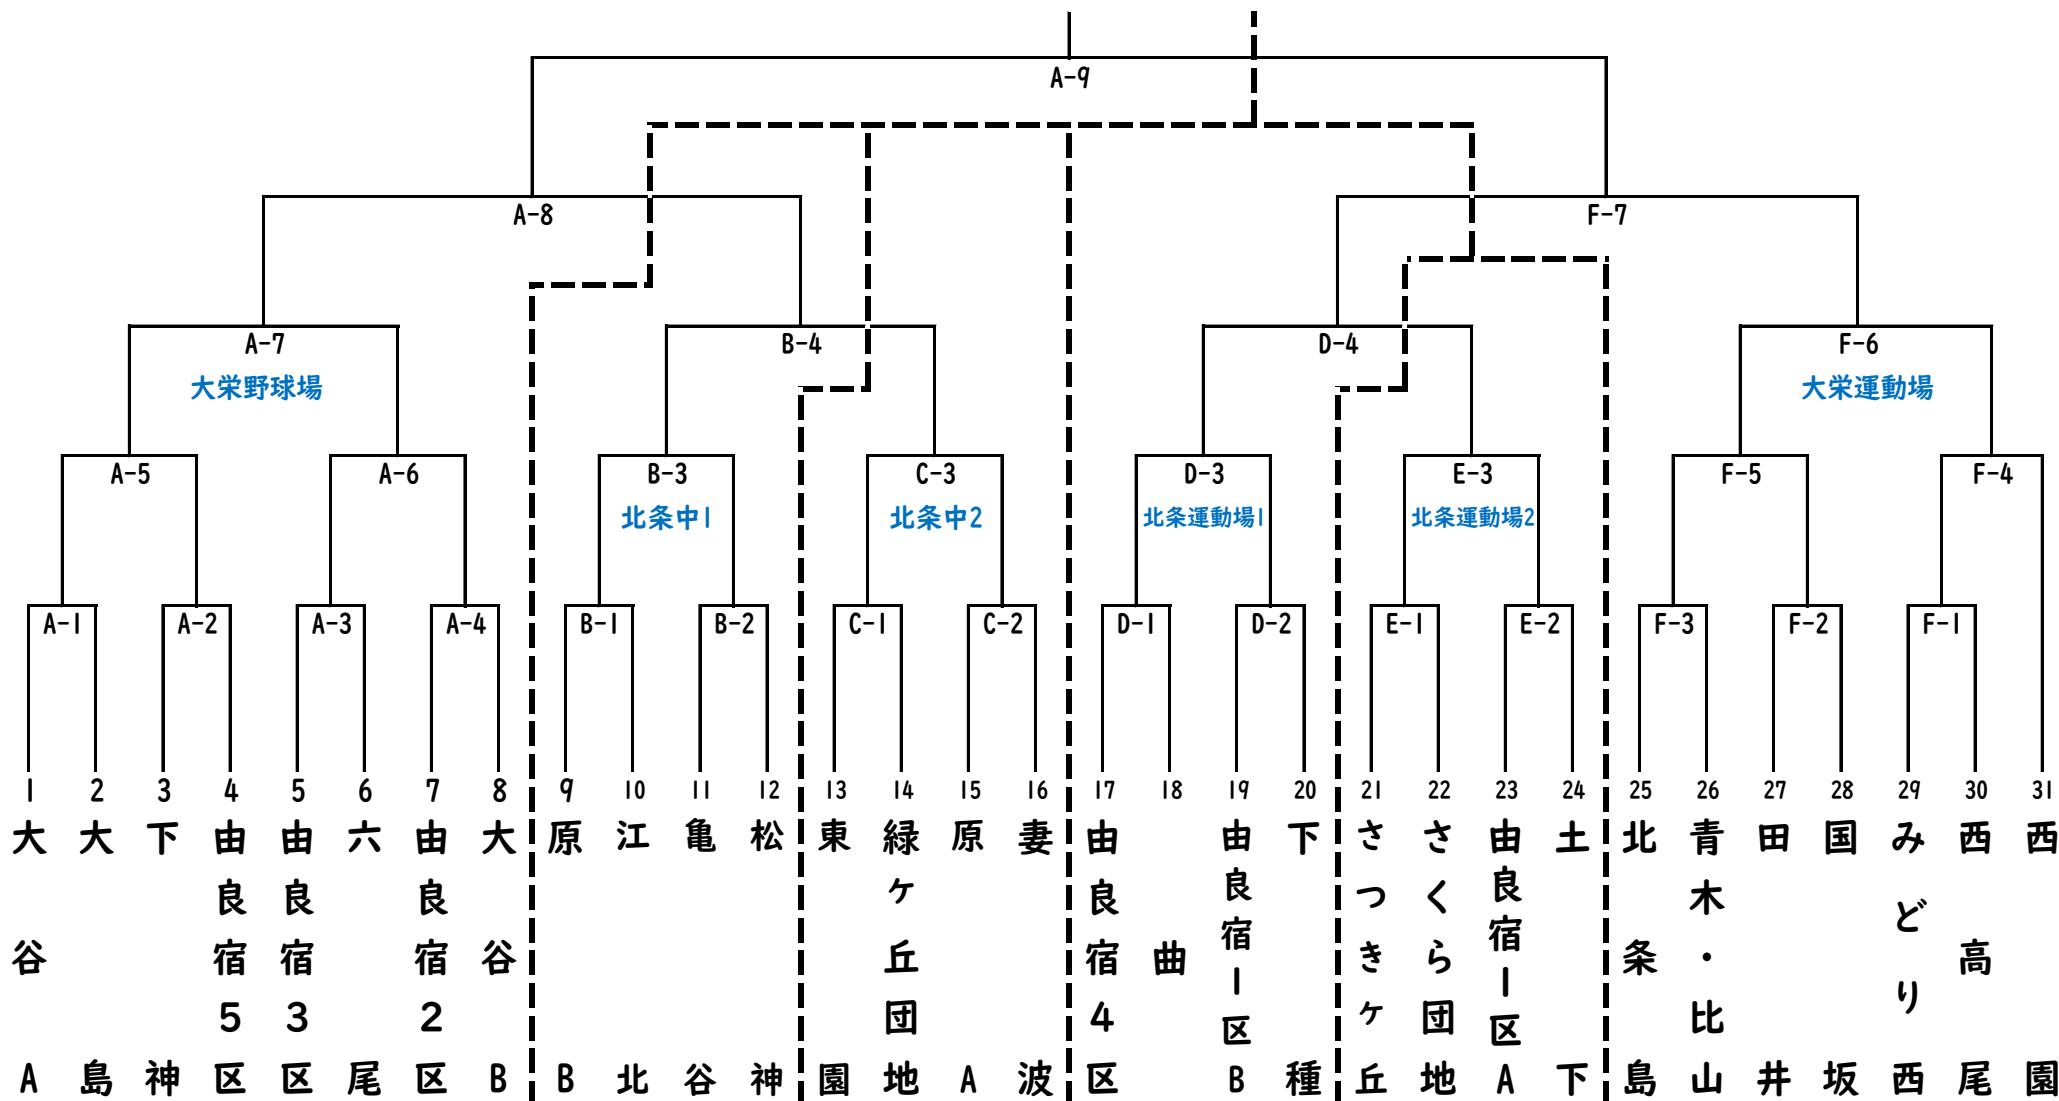 A-9
A-8
F-7
A-7
B-4
D-4
F-6
大栄野球場
大栄運動場
A-5
A-6
B-3
C-3
D-3
E-3
F-5
F-4
北条中1
北条中2
北条運動場1
北条運動場2
A-1
A-2
A-3
A-4
B-1
B-2
C-1
C-2
D-1
D-2
E-1
E-2
F-3
F-2
F-1
1
大谷A
2
大島
3
下神
4
由良宿5区
5
由良宿3区
6
六尾
7
由良宿2区
8
大谷B
9
原B
10
江北
11
亀谷
12
松神
13
東園
14
緑ケ丘団地
15
原A
16
妻波
17
由良宿4区
18
曲
19
由良宿1区B
20
下種
21
さつきケ丘
22
さくら団地
23
由良宿1区A
24
土下
25
北条島
26
青木・比山
27
田井
28
国坂
29
みどり西
30
西高尾
31
西園